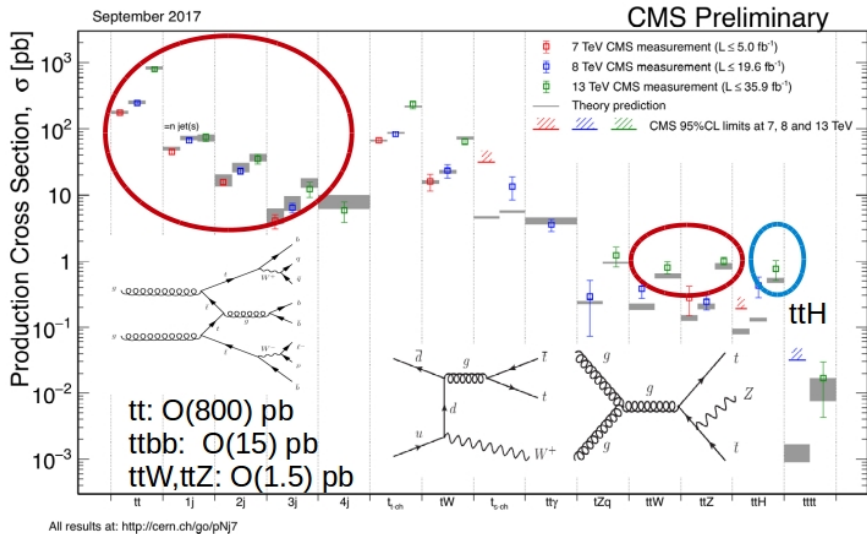 September 2017
CMS Preliminary
Production Cross Section, σ [pb]
10³
10²
10
1
10⁻¹
10⁻²
10⁻³
7 TeV CMS measurement (L ≤ 5.0 fb⁻¹)
8 TeV CMS measurement (L ≤ 19.6 fb⁻¹)
13 TeV CMS measurement (L ≤ 35.9 fb⁻¹)
Theory prediction
CMS 95%CL limits at 7, 8 and 13 TeV
=n jet(s)
ttH
g
g
t
t
t
W⁺
b
q
g
b
W⁻
b
d
u
g
d
t
t
W⁺
g
g
g
t
Z
t
tt: O(800) pb
ttbb: O(15) pb
ttW,ttZ: O(1.5) pb
tt 1j 2j 3j 4j t t-ch tW t s-ch ttγ tZq ttW ttZ ttH tttt
All results at: http://cern.ch/go/pNj7